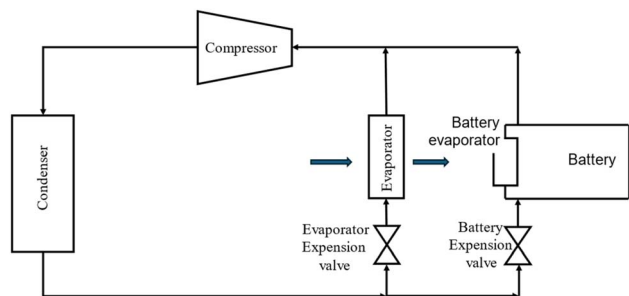 Compressor
Condenser
Evaporator
Battery
evaporator
Battery
Evaporator
Expension
valve
Battery
Expension
valve